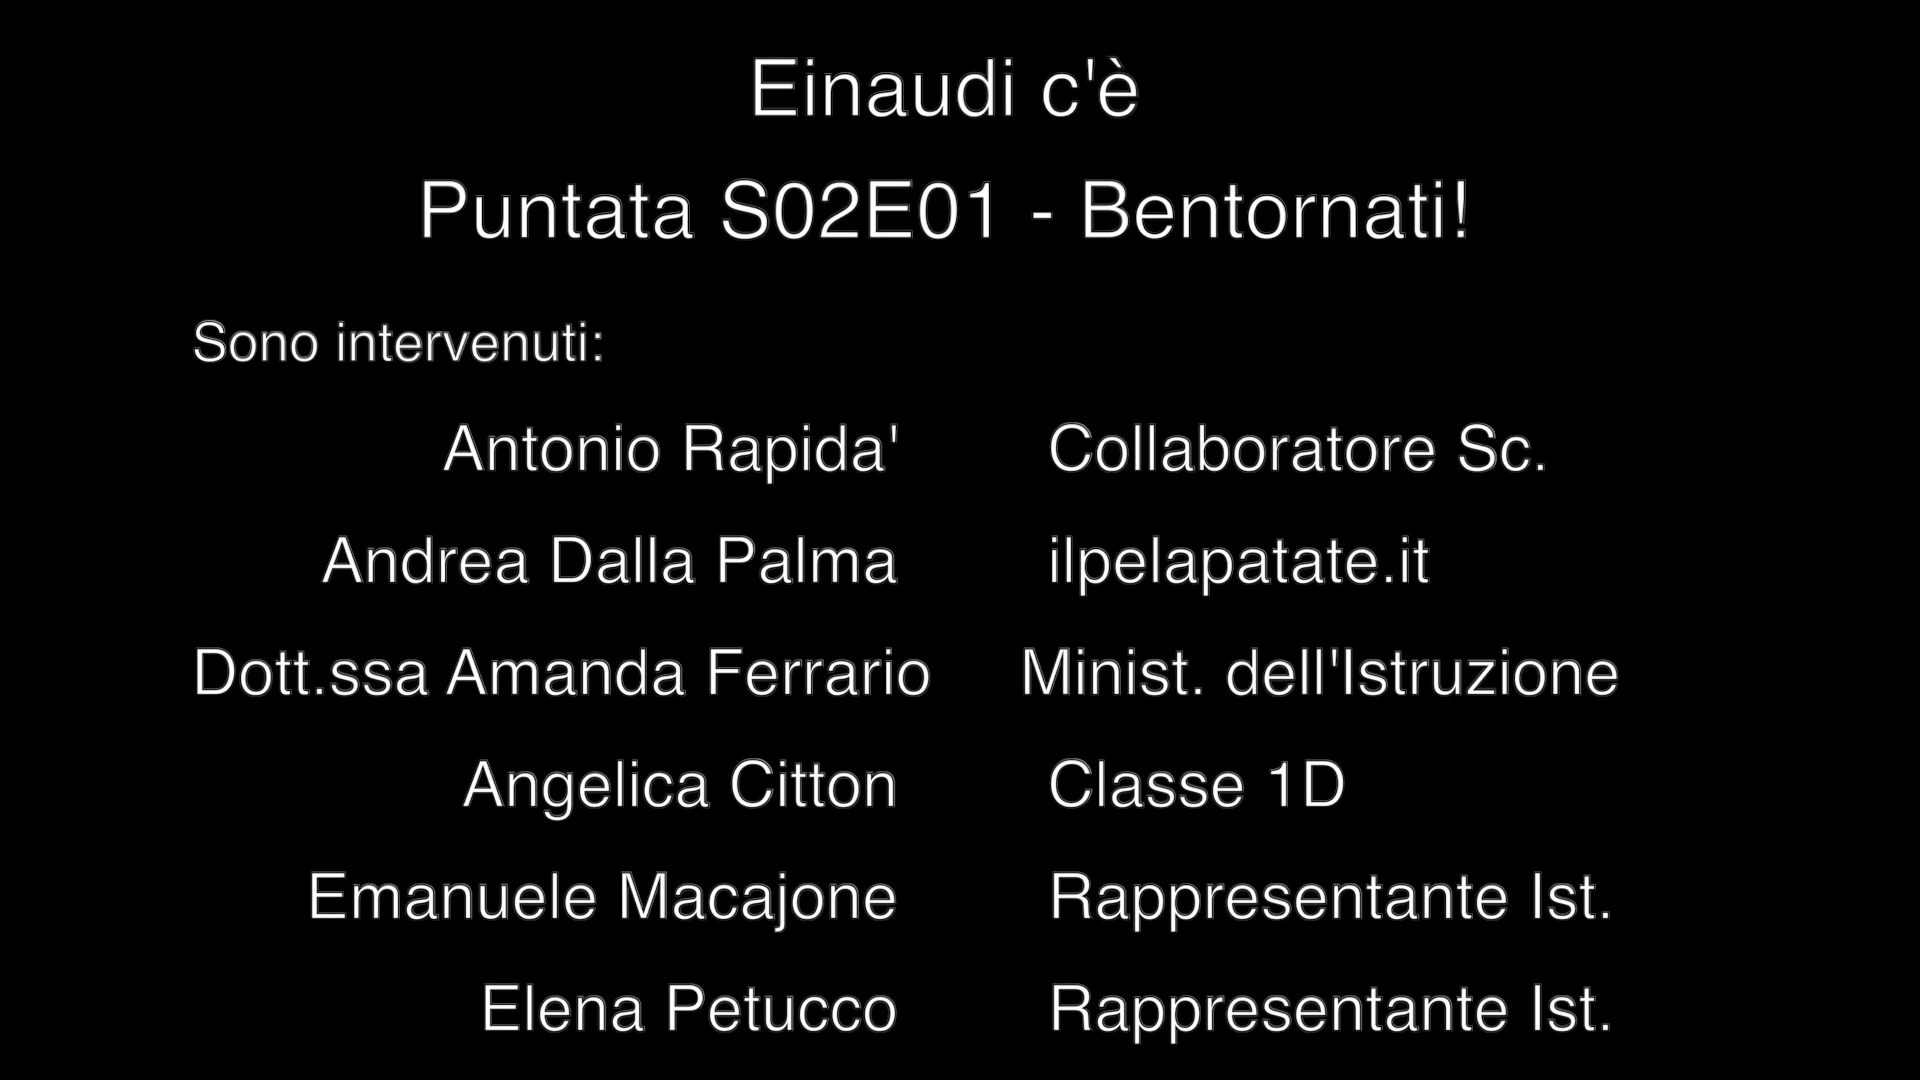 Einaudi c'è
Puntata S02E01 - Bentornati!
Sono intervenuti:
Antonio Rapida' Collaboratore Sc.
Andrea Dalla Palma ilpelapatate.it
Dott.ssa Amanda Ferrario Minist. dell'Istruzione
Angelica Citton Classe 1D
Emanuele Macajone Rappresentante Ist.
Elena Petucco Rappresentante Ist.